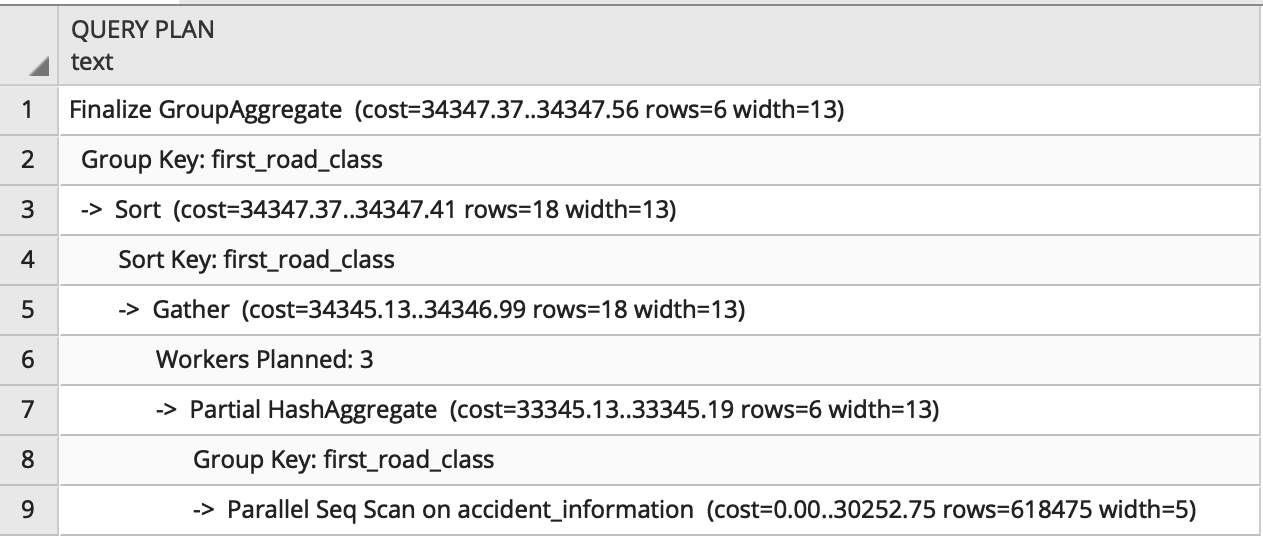 QUERY PLAN
text
1 Finalize GroupAggregate (cost=34347.37..34347.56 rows=6 width=13)
2 Group Key: first_road_class
3 -> Sort (cost=34347.37..34347.41 rows=18 width=13)
4 Sort Key: first_road_class
5 -> Gather (cost=34345.13..34346.99 rows=18 width=13)
6 Workers Planned: 3
7 -> Partial HashAggregate (cost=33345.13..33345.19 rows=6 width=13)
8 Group Key: first_road_class
9 -> Parallel Seq Scan on accident_information (cost=0.00..30252.75 rows=618475 width=5)